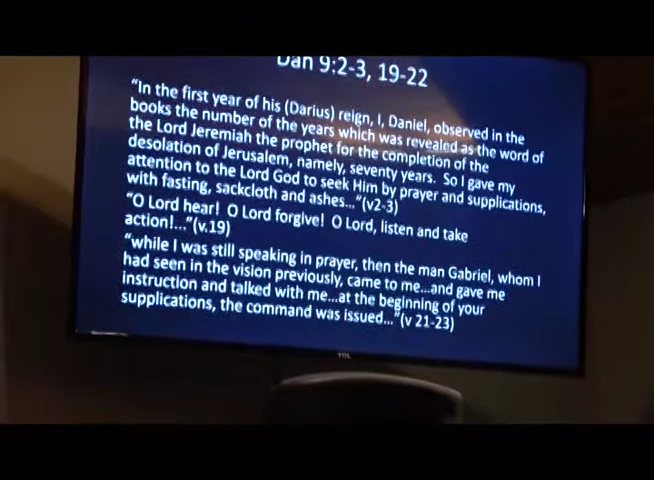 Dan 9:2-3, 19-22
“In the first year of his (Darius) reign, I, Daniel, observed in the
books the number of the years which was revealed as the word of
the Lord Jeremiah the prophet for the completion of the
desolation of Jerusalem, namely, seventy years.  So I gave my
attention to the Lord God to seek Him by prayer and supplications,
with fasting, sackcloth and ashes...”(v2-3)
“O Lord hear!  O Lord forgive!  O Lord, listen and take
action!...”(v.19)
“while I was still speaking in prayer, then the man Gabriel, whom I
had seen in the vision previously, came to me...and gave me
instruction and talked with me...at the beginning of your
supplications, the command was issued...”(v 21-23)
TCL